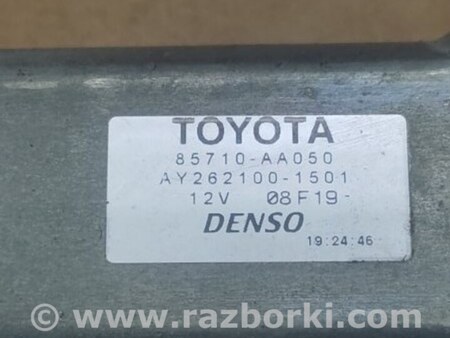 TOYOTA
85710-AA050
AY262100-1501
12V 08F19-
DENSO
19:24:46
© www.razborki.com